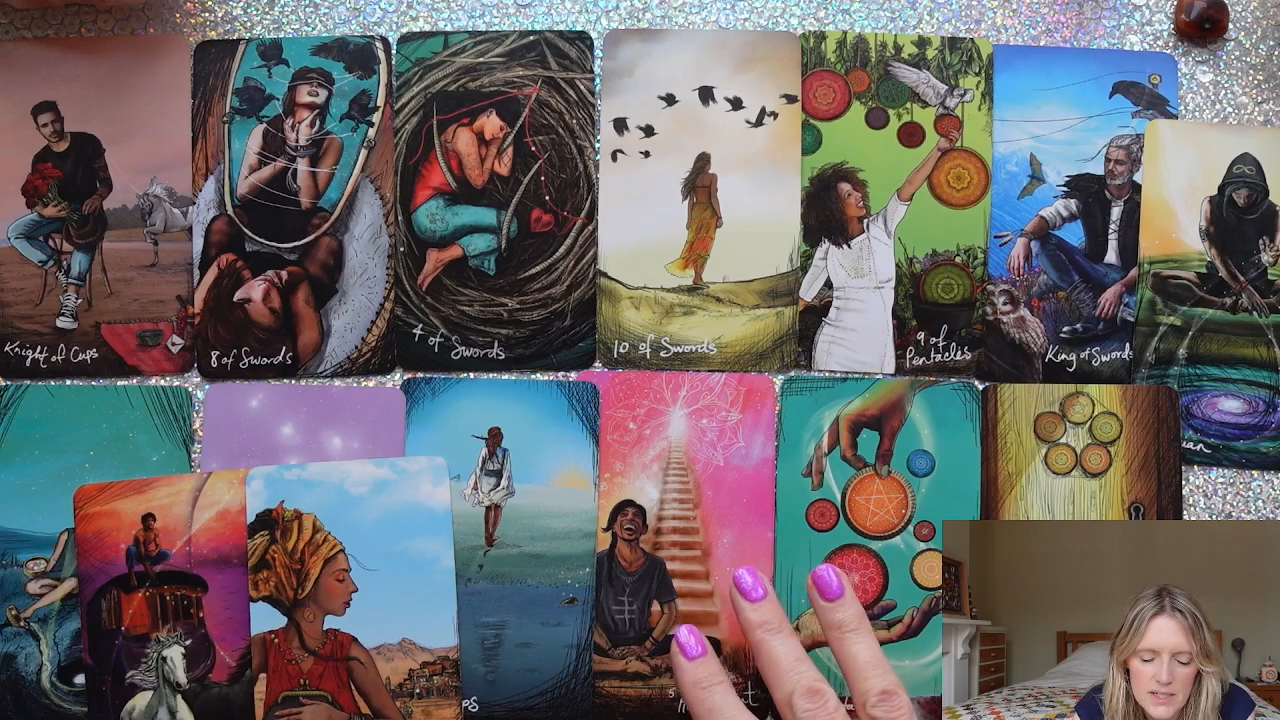 Knight of Cups
8 of Swords
4 of Swords
10 of Swords
9 of
Pentacles
King of Swords